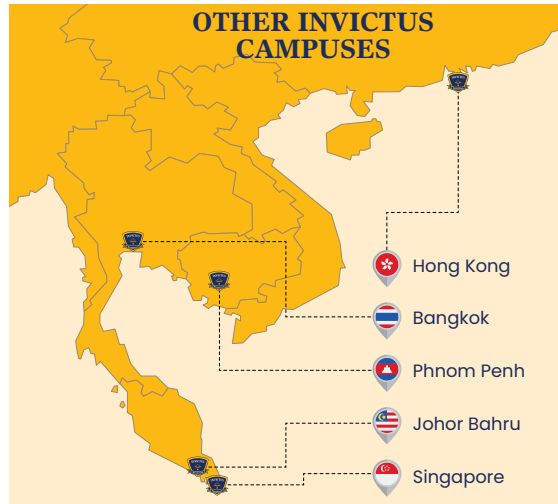 OTHER INVICTUS
CAMPUSES
Hong Kong
Bangkok
Phnom Penh
Johor Bahru
Singapore